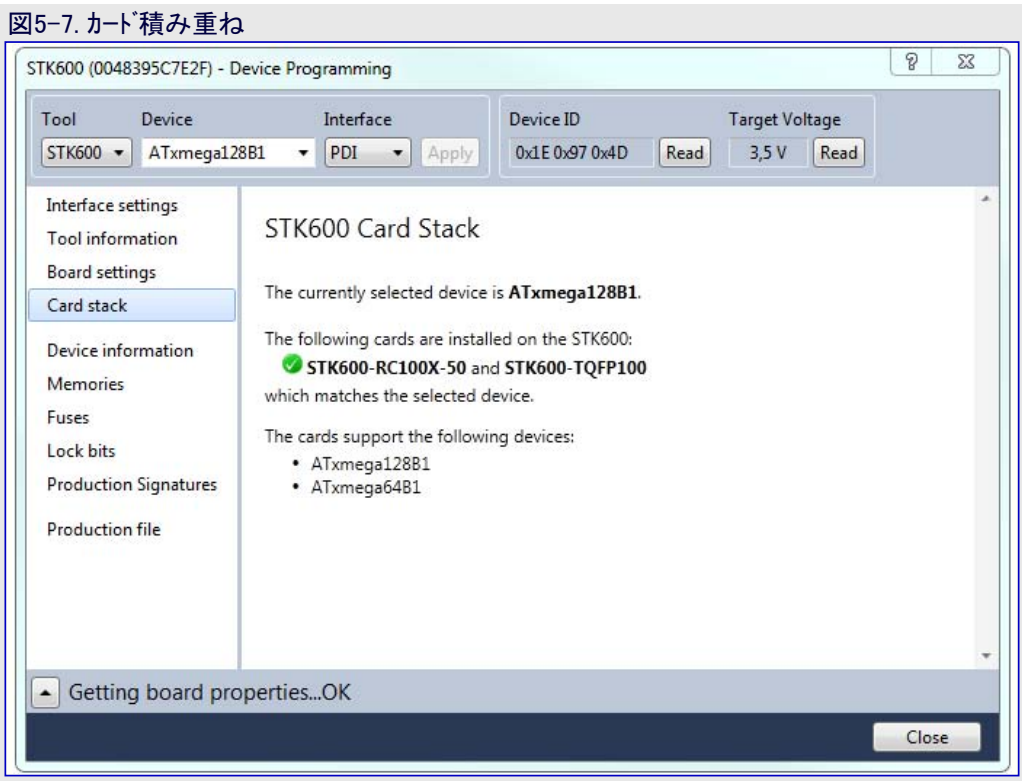 図5-7. カード積み重ね
STK600 (0048395C7E2F) - Device Programming
Tool Device Interface Device ID Target Voltage
STK600 ATxmega128B1 PDI Apply 0x1E 0x97 0x4D Read 3,5 V Read
Interface settings
Tool information
Board settings
Card stack
Device information
Memories
Fuses
Lock bits
Production Signatures
Production file
STK600 Card Stack
The currently selected device is ATxmega128B1.
The following cards are installed on the STK600:
STK600-RC100X-50 and STK600-TQFP100
which matches the selected device.
The cards support the following devices:
• ATxmega128B1
• ATxmega64B1
Getting board properties...OK
Close